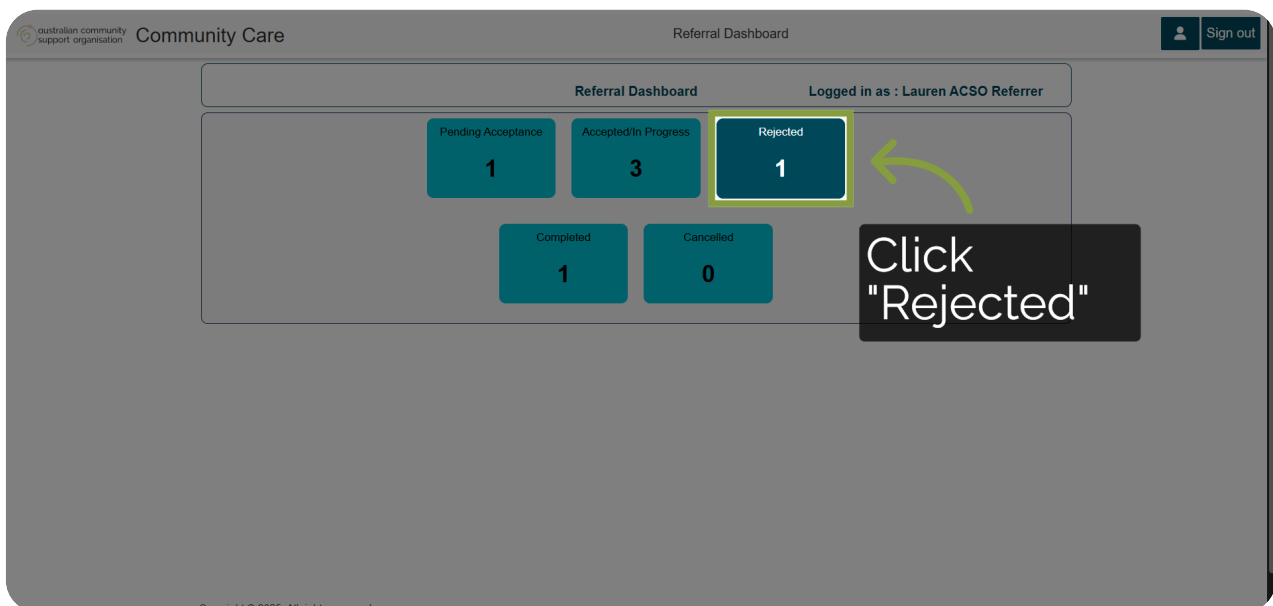 australian community
support organisation
Community Care
Referral Dashboard
Sign out
Referral Dashboard
Logged in as : Lauren ACSO Referrer
Pending Acceptance
1
Accepted/In Progress
3
Rejected
1
Completed
1
Cancelled
0
Click
"Rejected"